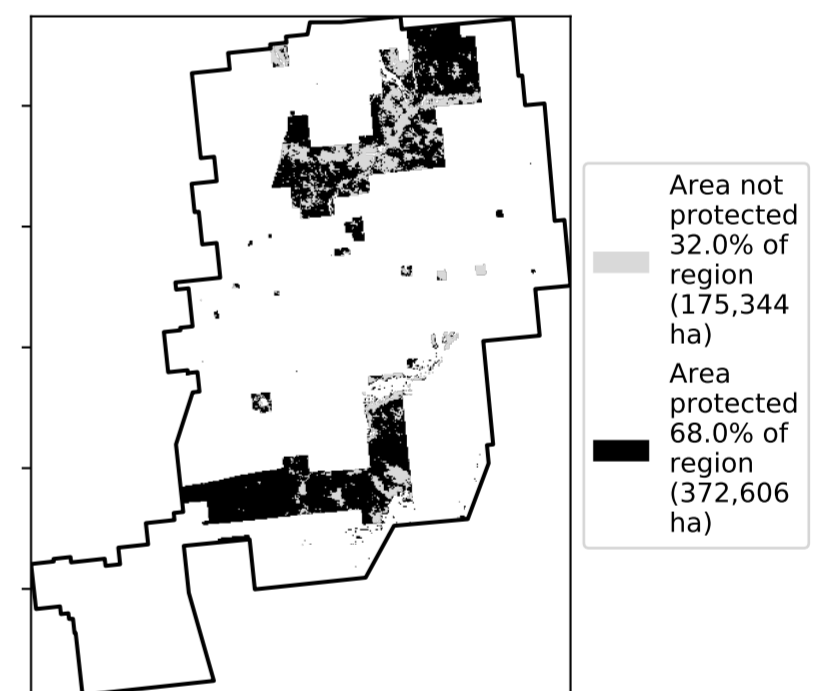 Area not
protected
32.0% of
region
(175,344
ha)
Area
protected
68.0% of
region
(372,606
ha)